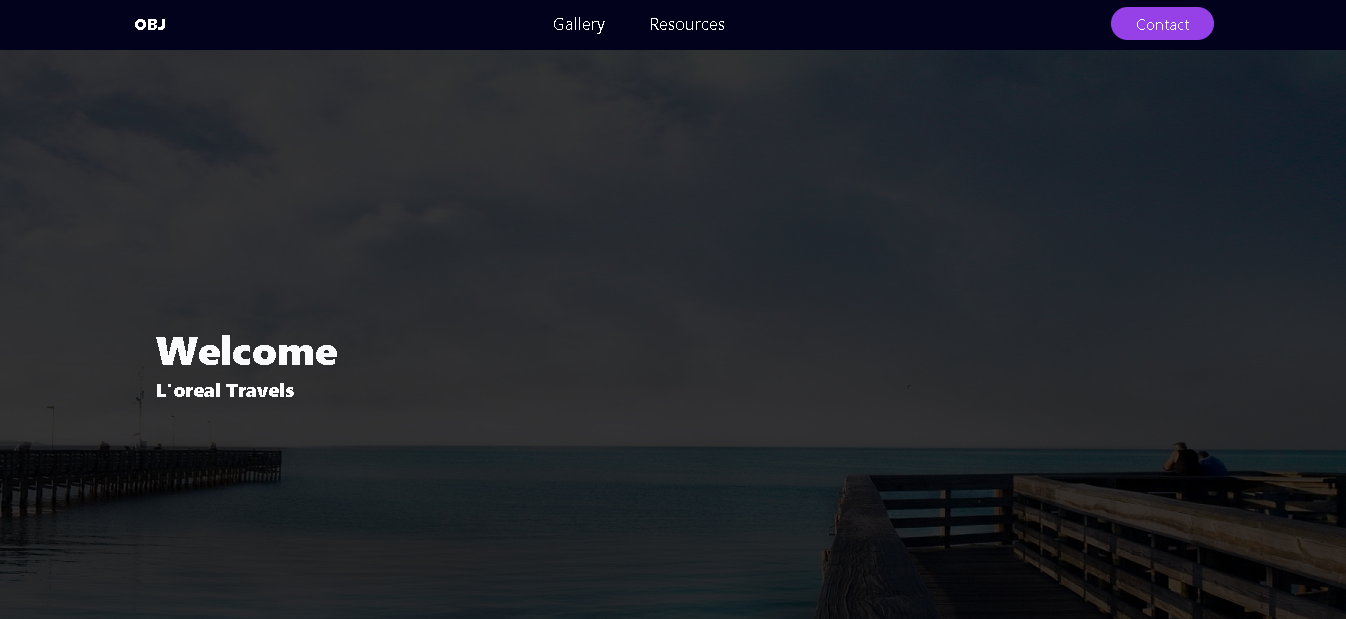 OBJ
Gallery
Resources
Contact
Welcome
L'oreal Travels